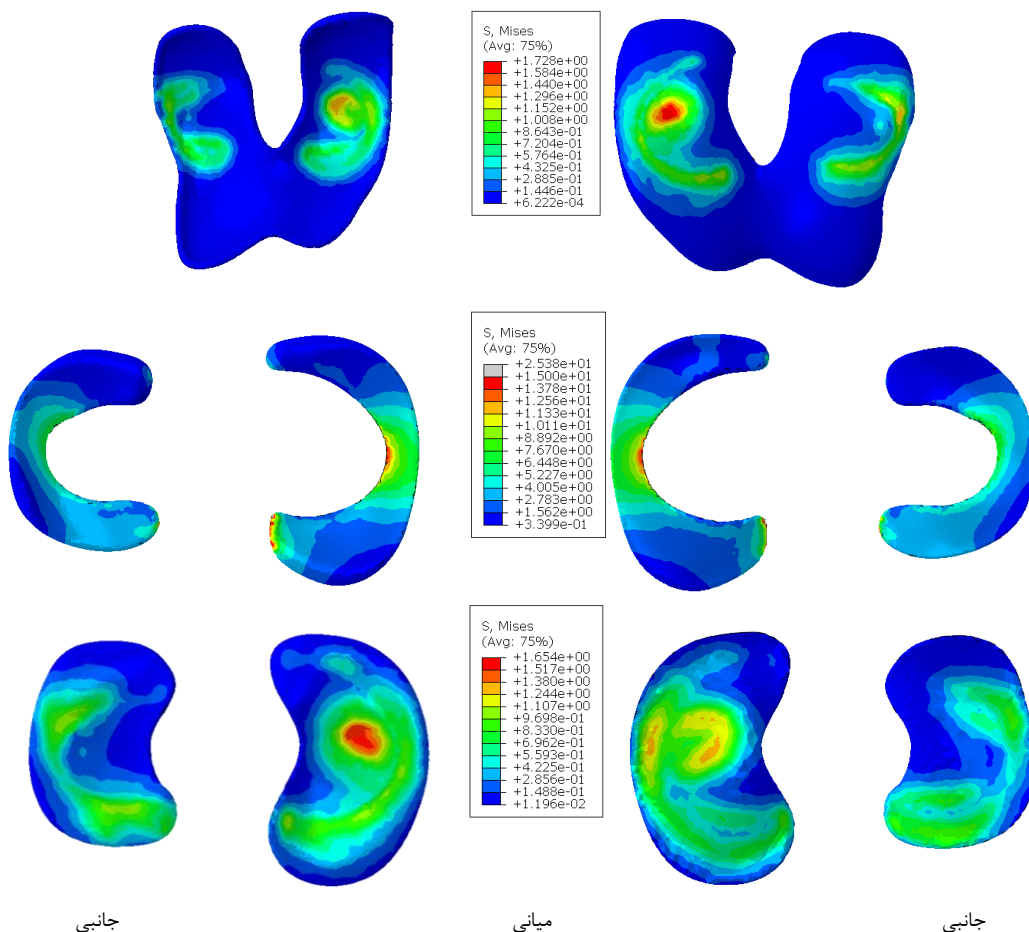 S, Mises
(Avg: 75%)
+1.728e+00
+1.584e+00
+1.440e+00
+1.296e+00
+1.152e+00
+1.008e+00
+8.643e-01
+7.204e-01
+5.764e-01
+4.325e-01
+2.885e-01
+1.446e-01
+6.222e-04
S, Mises
(Avg: 75%)
+2.538e+01
+1.500e+01
+1.378e+01
+1.256e+01
+1.133e+01
+1.011e+01
+8.892e+00
+7.670e+00
+6.448e+00
+5.227e+00
+4.005e+00
+2.783e+00
+1.562e+00
+3.399e-01
S, Mises
(Avg: 75%)
+1.654e+00
+1.517e+00
+1.380e+00
+1.244e+00
+1.107e+00
+9.698e-01
+8.330e-01
+6.962e-01
+5.593e-01
+4.225e-01
+2.856e-01
+1.488e-01
+1.196e-02
جانبی میانی جانبی